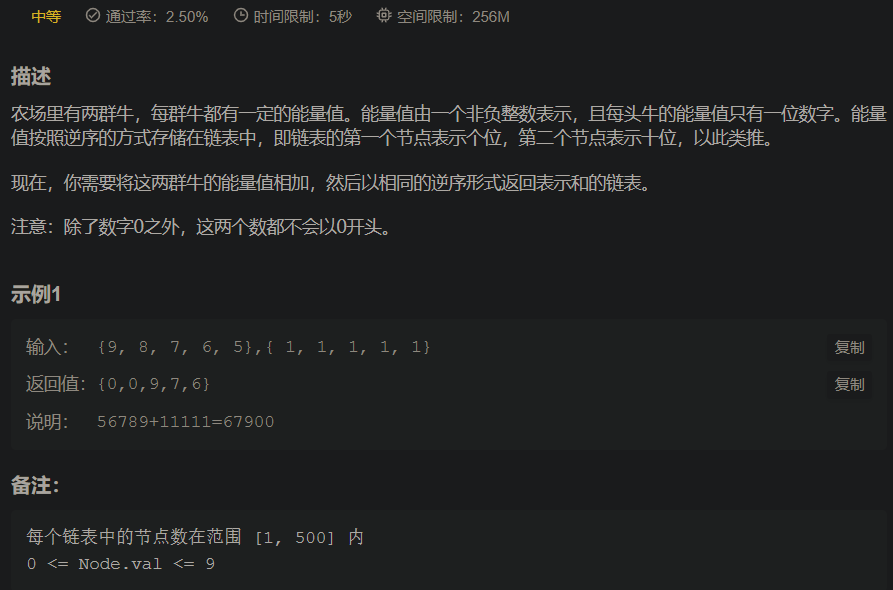 中等 通过率：2.50% 时间限制：5秒 空间限制：256M
描述
农场里有两群牛，每群牛都有一定的能量值。能量值由一个非负整数表示，且每头牛的能量值只有一位数字。能量
值按照逆序的方式存储在链表中，即链表的第一个节点表示个位，第二个节点表示十位，以此类推。
现在，你需要将这两群牛的能量值相加，然后以相同的逆序形式返回表示和的链表。
注意：除了数字0之外，这两个数都不会以0开头。
示例1
输入： {9, 8, 7, 6, 5},{ 1, 1, 1, 1, 1} 复制
返回值：{0,0,9,7,6} 复制
说明： 56789+11111=67900
备注：
每个链表中的节点数在范围 [1, 500] 内
0 <= Node.val <= 9